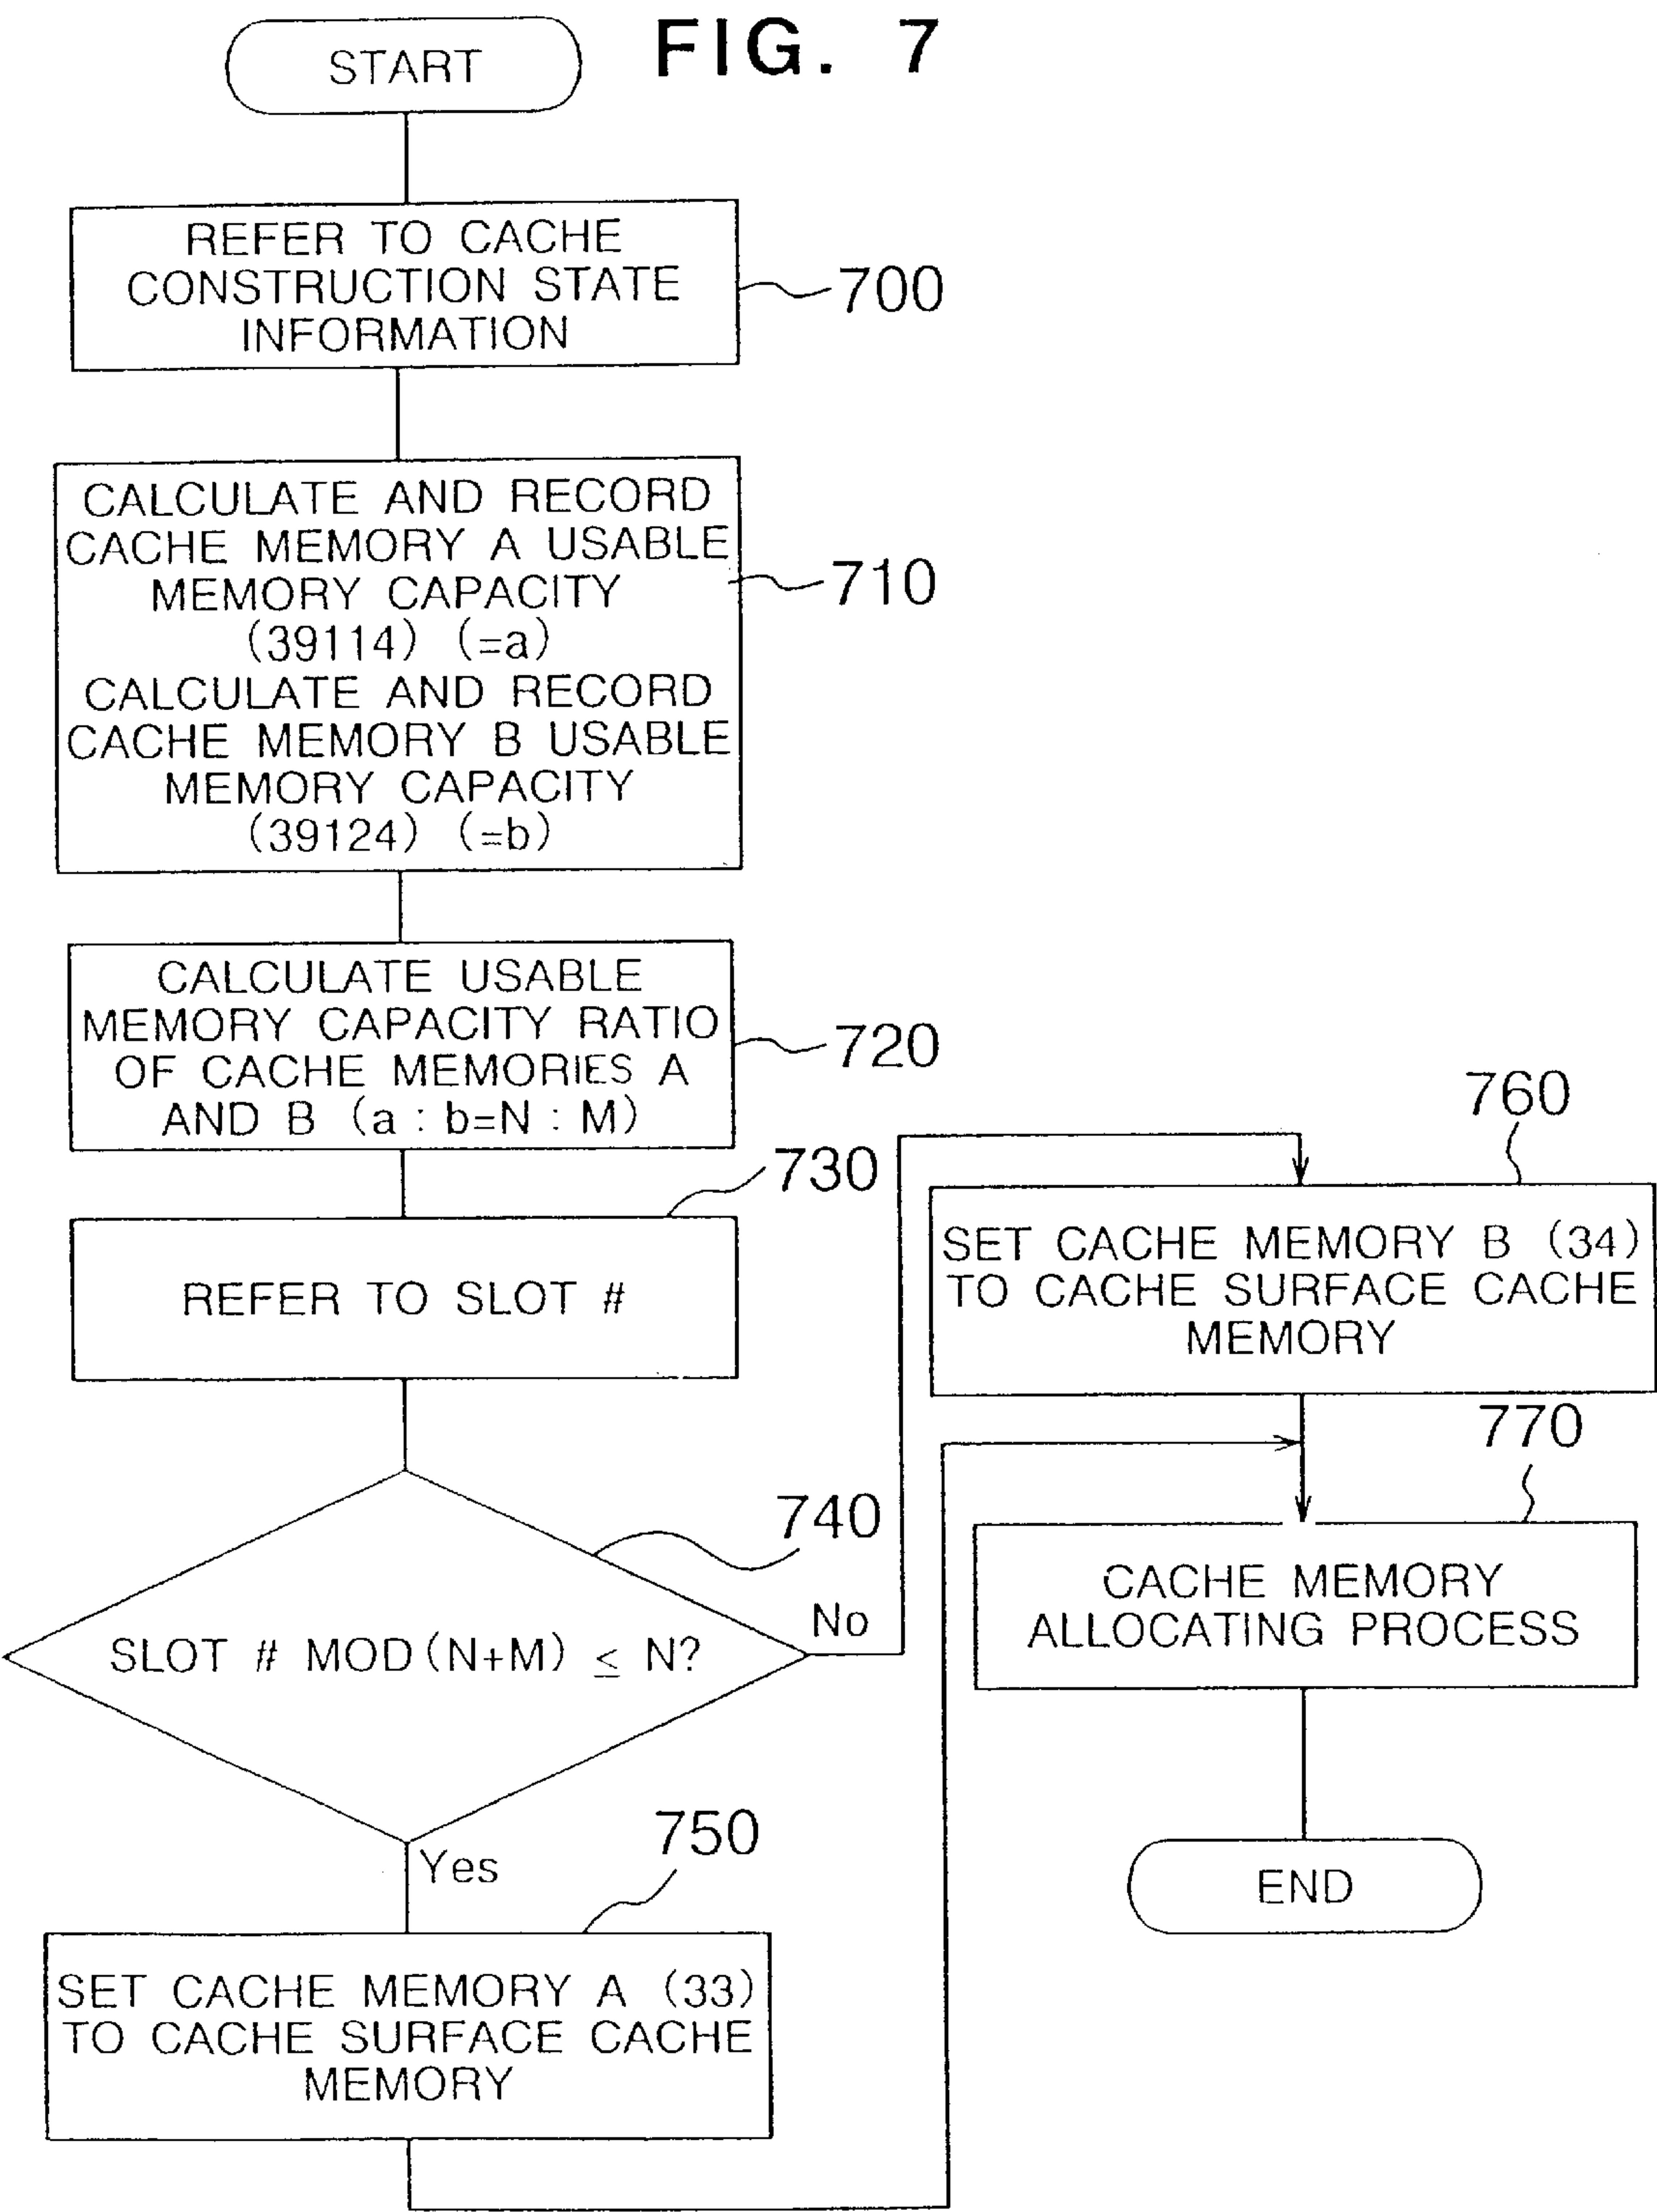 FIG. 7
START
REFER TO CACHE
CONSTRUCTION STATE
INFORMATION
700
CALCULATE AND RECORD
CACHE MEMORY A USABLE
MEMORY CAPACITY
(39114) (=a)
CALCULATE AND RECORD
CACHE MEMORY B USABLE
MEMORY CAPACITY
(39124) (=b)
710
CALCULATE USABLE
MEMORY CAPACITY RATIO
OF CACHE MEMORIES A
AND B (a : b=N : M)
720
730
REFER TO SLOT #
740
SLOT # MOD(N+M) ≤ N?
No
Yes
750
SET CACHE MEMORY A (33)
TO CACHE SURFACE CACHE
MEMORY
760
SET CACHE MEMORY B (34)
TO CACHE SURFACE CACHE
MEMORY
770
CACHE MEMORY
ALLOCATING PROCESS
END